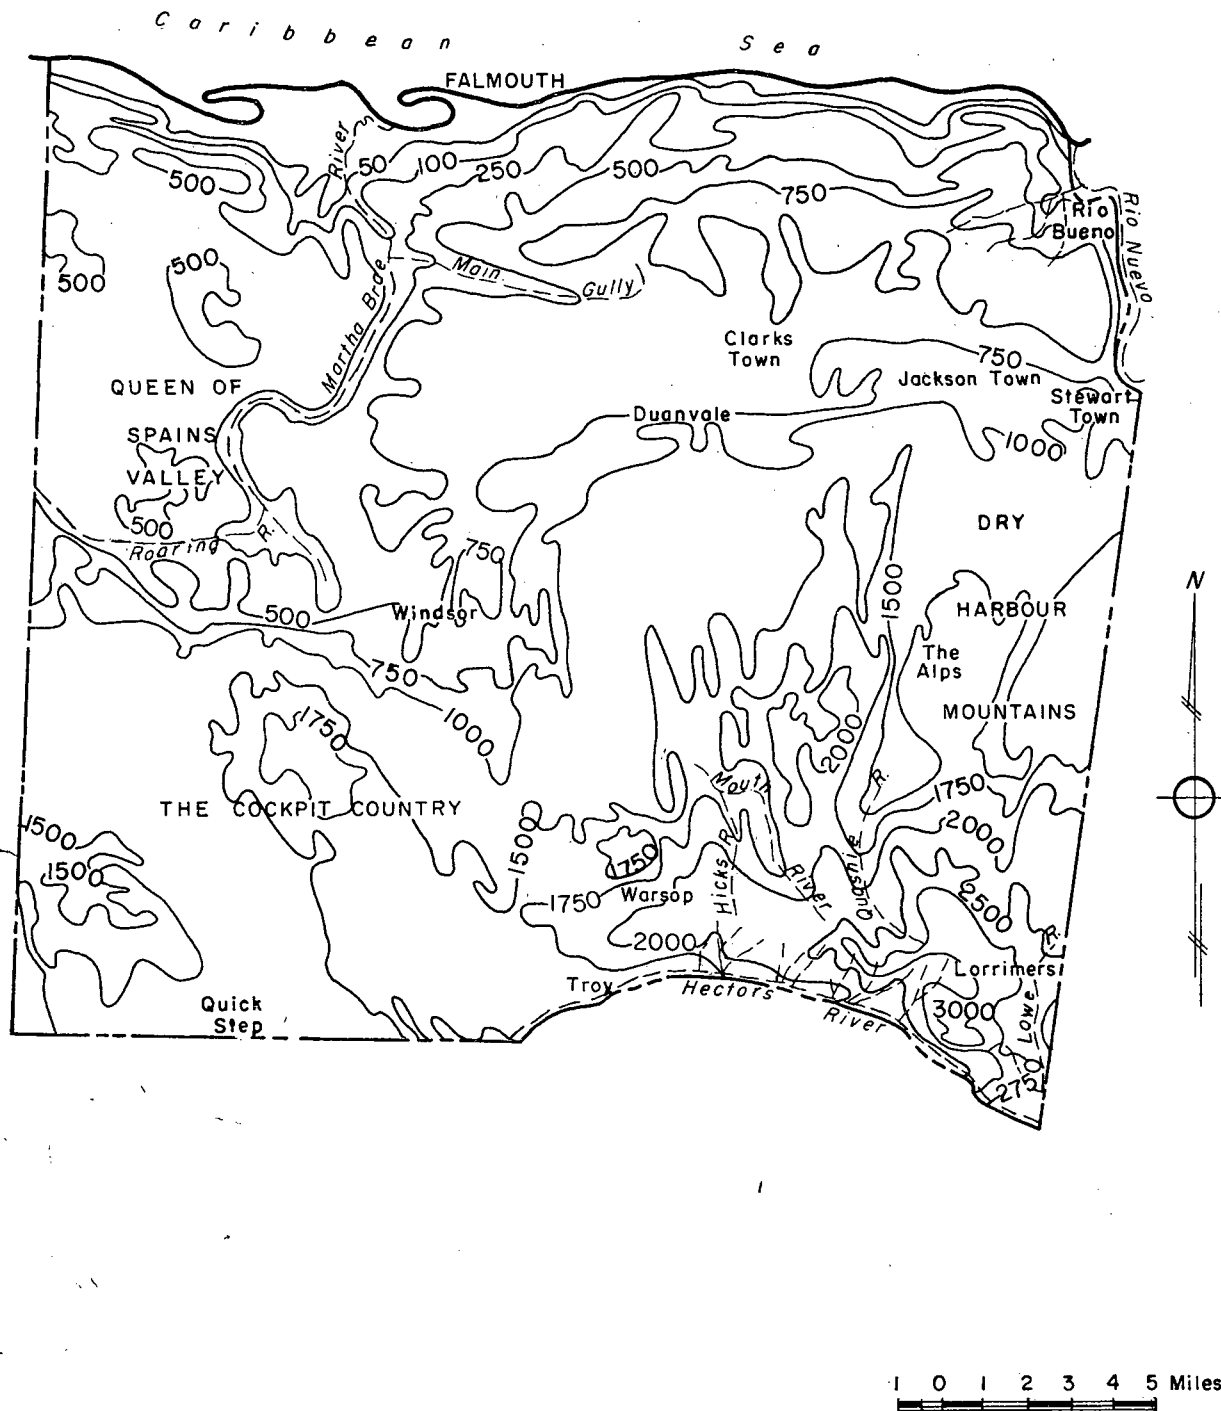 Caribbean Sea
FALMOUTH
River
50
100
250
500
750
500
500
500
Rio
Bueno
Rio Nuevo
Main
Gully
Martha Brae
Clarks
Town
750
Jackson Town
Stewart
Town
QUEEN OF
SPAINS
VALLEY
Duanvale
1000
500
Roaring
R.
DRY
750
1500
500
Windsor
HARBOUR
N
The
Alps
750
1000
MOUNTAINS
1750
2000
THE COCKPIT COUNTRY
Mouth
River
R.
1750
2000
1500
1500
1500
1750
Warsop
1750
Hicks R.
Quashie
2500
2000
R.
Lorrimers
Troy
Hectors
River
3000
Lowe
Quick
Step
2750
1 0 1 2 3 4 5 Miles